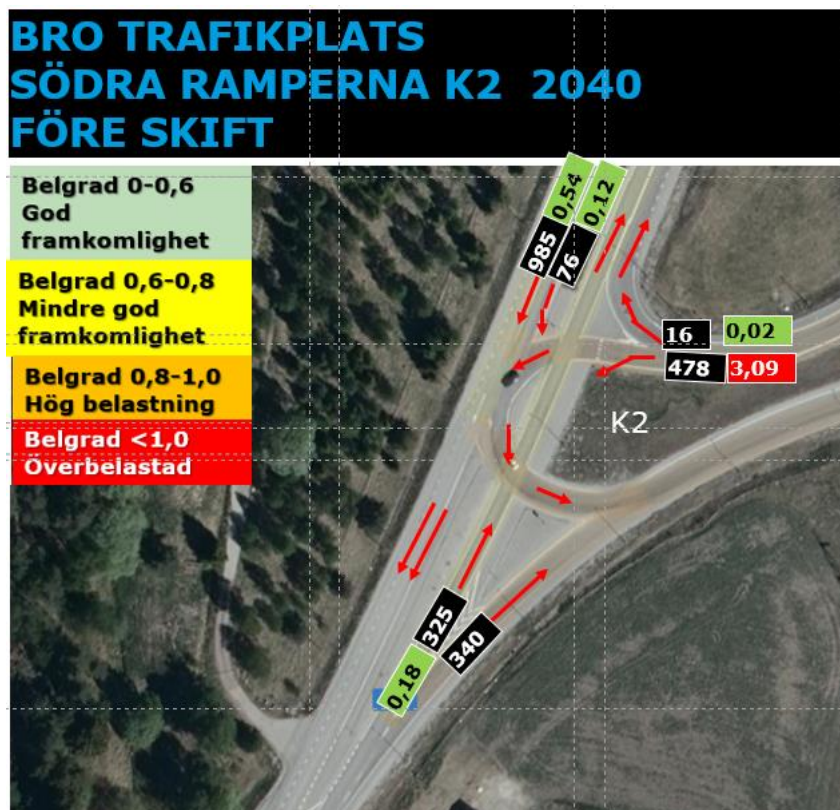 BRO TRAFIKPLATS
SÖDRA RAMPERNA K2 2040
FÖRE SKIFT
Belgrad 0-0,6
God
framkomlighet
Belgrad 0,6-0,8
Mindre god
framkomlighet
Belgrad 0,8-1,0
Hög belastning
Belgrad <1,0
Överbelastad
985 0,54
76 0,12
16 0,02
478 3,09
K2
325
340
0,18